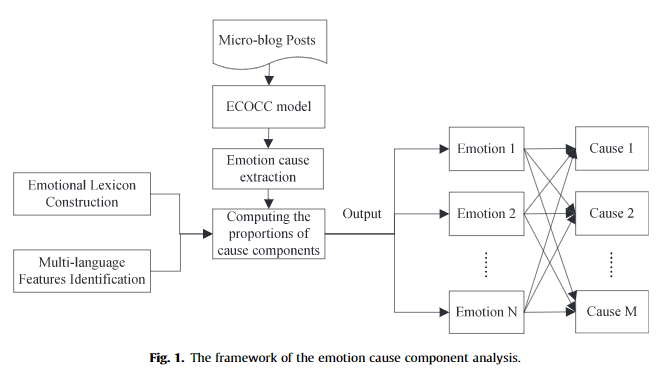 Micro-blog Posts
ECOCC model
Emotion cause
extraction
Emotional Lexicon
Construction
Multi-language
Features Identification
Computing the
proportions of
cause components
Output
Emotion 1
Cause 1
Emotion 2
Cause 2
Emotion N
Cause M
Fig. 1. The framework of the emotion cause component analysis.